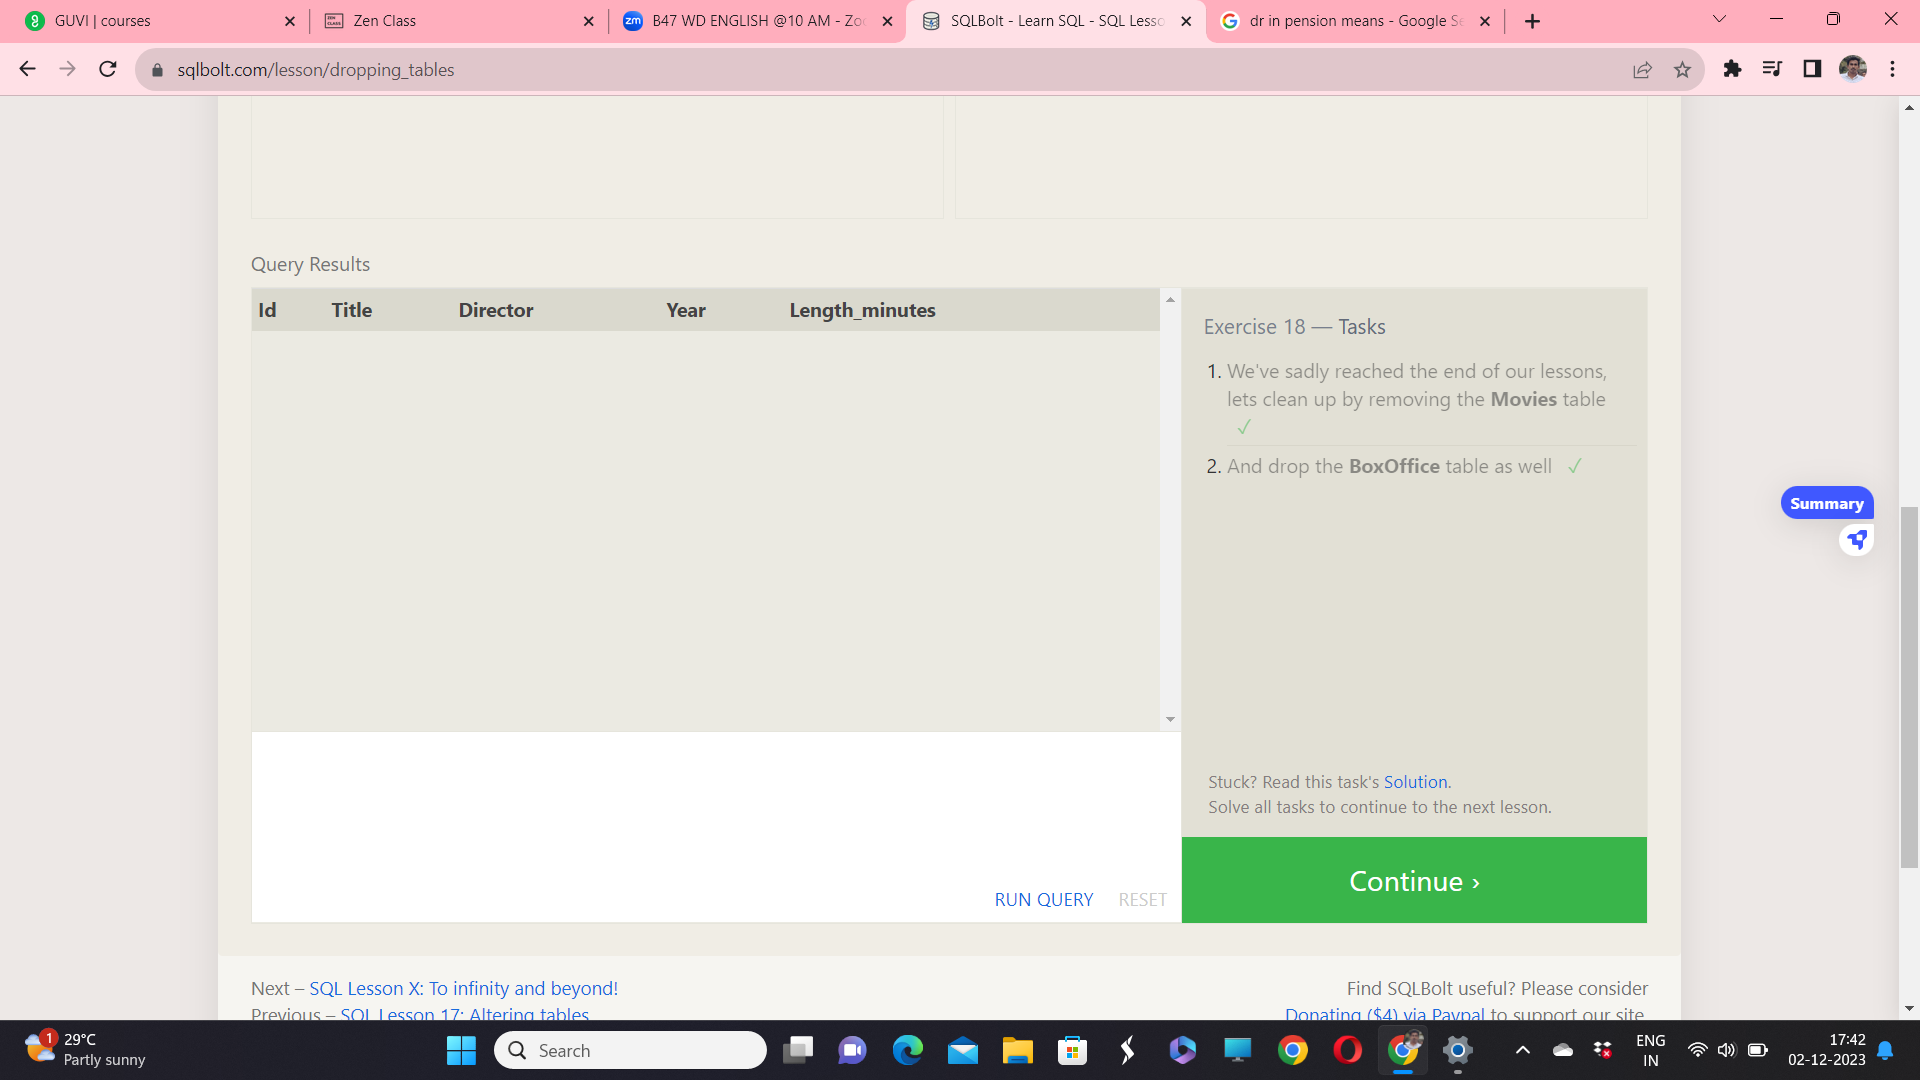 GUVI | courses
Zen Class
B47 WD ENGLISH @10 AM - Zo
SQLBolt - Learn SQL - SQL Lesso
dr in pension means - Google Se
sqlbolt.com/lesson/dropping_tables
Query Results
Id Title Director Year Length_minutes
Exercise 18 — Tasks
1. We've sadly reached the end of our lessons,
lets clean up by removing the Movies table
✓
2. And drop the BoxOffice table as well ✓
Summary
Stuck? Read this task's Solution.
Solve all tasks to continue to the next lesson.
RUN QUERY RESET
Continue ›
Next – SQL Lesson X: To infinity and beyond!
Previous – SQL Lesson 17: Altering tables
Find SQLBolt useful? Please consider
Donating ($4) via Paypal to support our site.
1
29°C
Partly sunny
Search
ENG
IN
17:42
02-12-2023